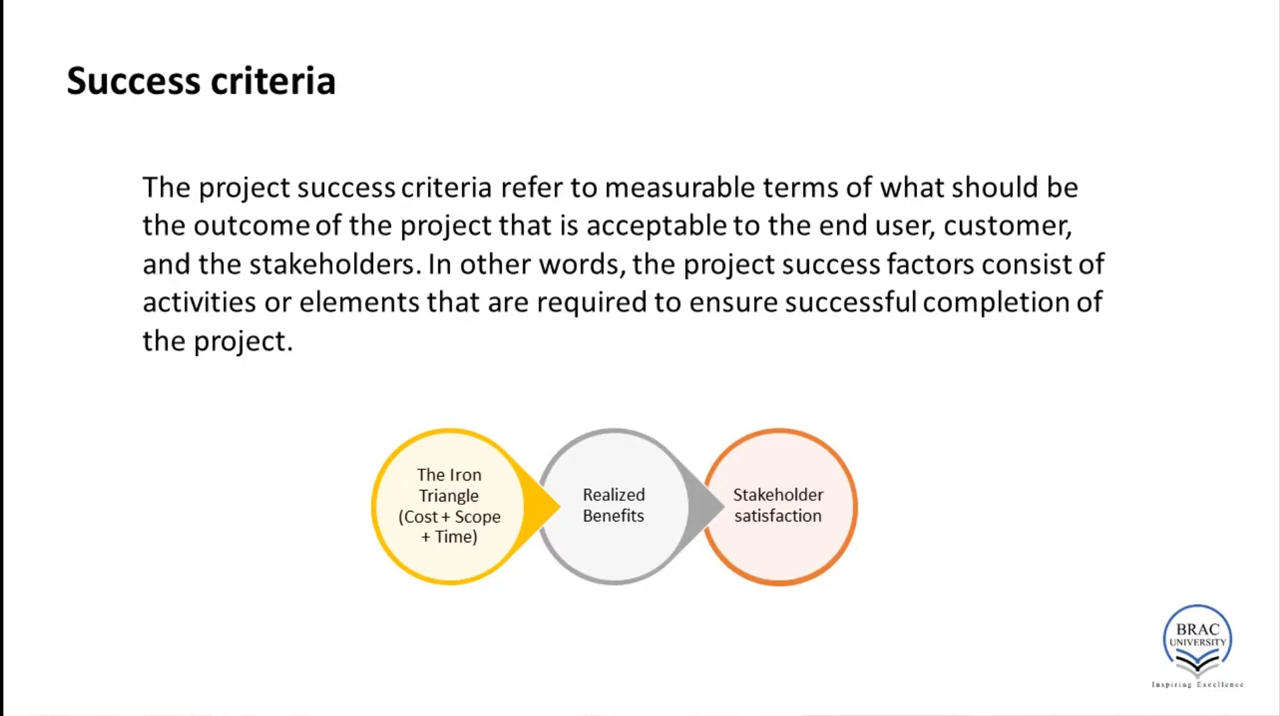 Success criteria
The project success criteria refer to measurable terms of what should be
the outcome of the project that is acceptable to the end user, customer,
and the stakeholders. In other words, the project success factors consist of
activities or elements that are required to ensure successful completion of
the project.
The Iron
Triangle
(Cost + Scope
+ Time)
Realized
Benefits
Stakeholder
satisfaction
BRAC
UNIVERSITY
Inspiring Excellence